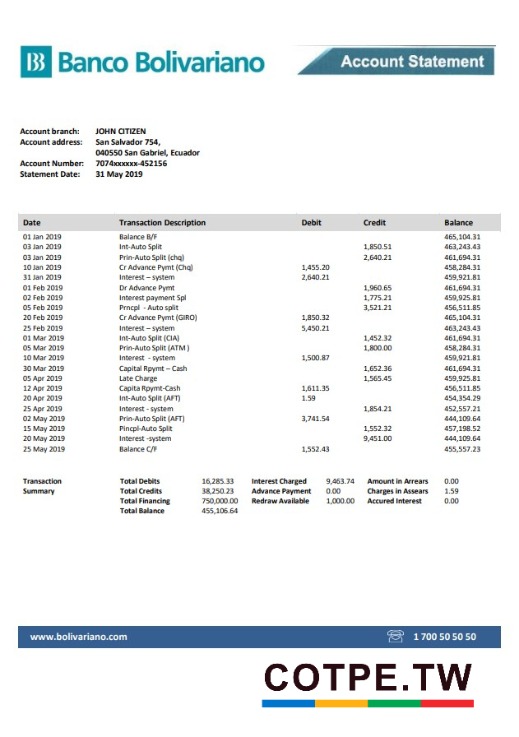 Banco Bolivariano
Account Statement
Account branch: JOHN CITIZEN
Account address: San Salvador 754,
040550 San Gabriel, Ecuador
Account Number: 7074xxxxxx-452156
Statement Date: 31 May 2019
Date Transaction Description Debit Credit Balance
01 Jan 2019 Balance B/F 465,104.31
03 Jan 2019 Int-Auto Split 1,850.51 463,243.43
03 Jan 2019 Prin-Auto Split (chq) 2,640.21 461,694.31
10 Jan 2019 Cr Advance Pymt (Chq) 1,455.20 458,284.31
31 Jan 2019 Interest – system 2,640.21 459,921.81
01 Feb 2019 Dr Advance Pymt 1,960.65 461,694.31
02 Feb 2019 Interest payment Spl 1,775.21 459,925.81
05 Feb 2019 Prncpl - Auto split 3,521.21 456,511.85
20 Feb 2019 Cr Advance Pymt (GIRO) 1,850.32 465,104.31
25 Feb 2019 Interest – system 5,450.21 463,243.43
01 Mar 2019 Int-Auto Split (CIA) 1,452.32 461,694.31
05 Mar 2019 Prin-Auto Split (ATM ) 1,800.00 458,284.31
10 Mar 2019 Interest - system 1,500.87 459,921.81
30 Mar 2019 Capital Rpymt – Cash 1,652.36 461,694.31
05 Apr 2019 Late Charge 1,565.45 459,925.81
12 Apr 2019 Capita Rpymt-Cash 1,611.35 456,511.85
20 Apr 2019 Int-Auto Split (AFT) 1.59 454,354.29
25 Apr 2019 Interest - system 1,854.21 452,557.21
02 May 2019 Prin-Auto Split (AFT) 3,741.54 444,109.64
15 May 2019 Pincpl-Auto Split 1,552.32 457,198.52
20 May 2019 Interest -system 9,451.00 444,109.64
25 May 2019 Balance C/F 1,552.43 455,557.23
Transaction Total Debits 16,285.33 Interest Charged 9,463.74 Amount in Arrears 0.00
Summary Total Credits 38,250.23 Advance Payment 0.00 Charges in Assears 1.59
Total Financing 750,000.00 Redraw Available 1,000.00 Accured Interest 0.00
Total Balance 455,106.64
www.bolivariano.com 1 700 50 50 50
COTPE.TW